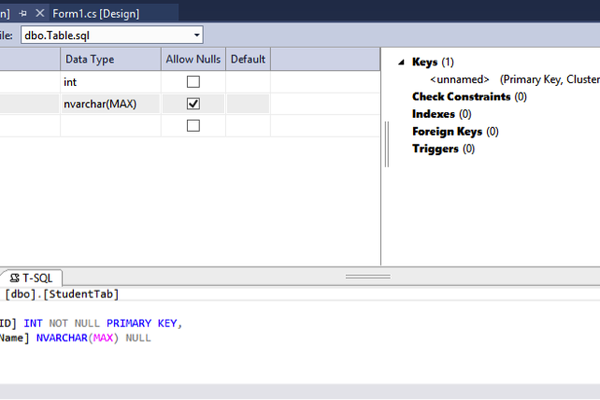 n] Form1.cs [Design]
ile: dbo.Table.sql
Data Type Allow Nulls Default
int
nvarchar(MAX)
Keys (1)
<unnamed> (Primary Key, Cluster
Check Constraints (0)
Indexes (0)
Foreign Keys (0)
Triggers (0)
T-SQL
[dbo].[StudentTab]
ID] INT NOT NULL PRIMARY KEY,
Name] NVARCHAR(MAX) NULL